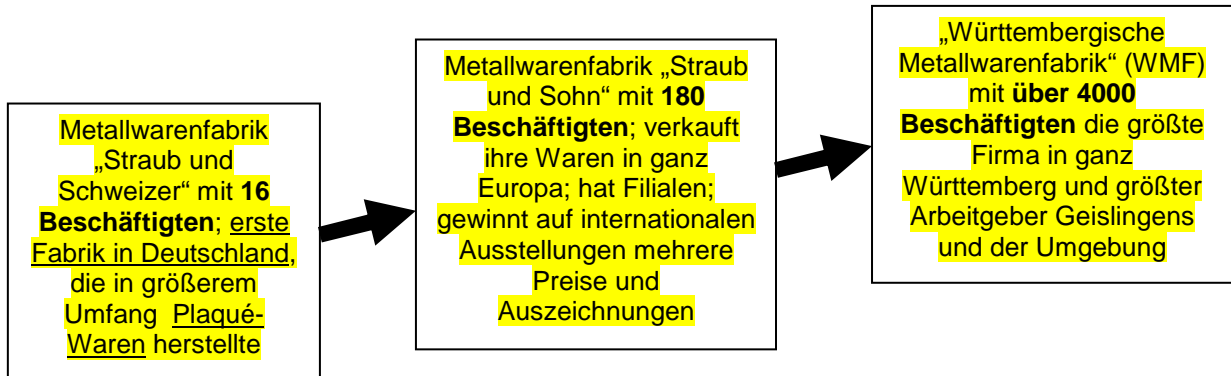 Metallwarenfabrik
„Straub und
Schweizer“ mit 16
Beschäftigten; erste
Fabrik in Deutschland,
die in größerem
Umfang Plaqué-
Waren herstellte
Metallwarenfabrik „Straub
und Sohn“ mit 180
Beschäftigten; verkauft
ihre Waren in ganz
Europa; hat Filialen;
gewinnt auf internationalen
Ausstellungen mehrere
Preise und
Auszeichnungen
„Württembergische
Metallwarenfabrik“ (WMF)
mit über 4000
Beschäftigten die größte
Firma in ganz
Württemberg und größter
Arbeitgeber Geislingens
und der Umgebung